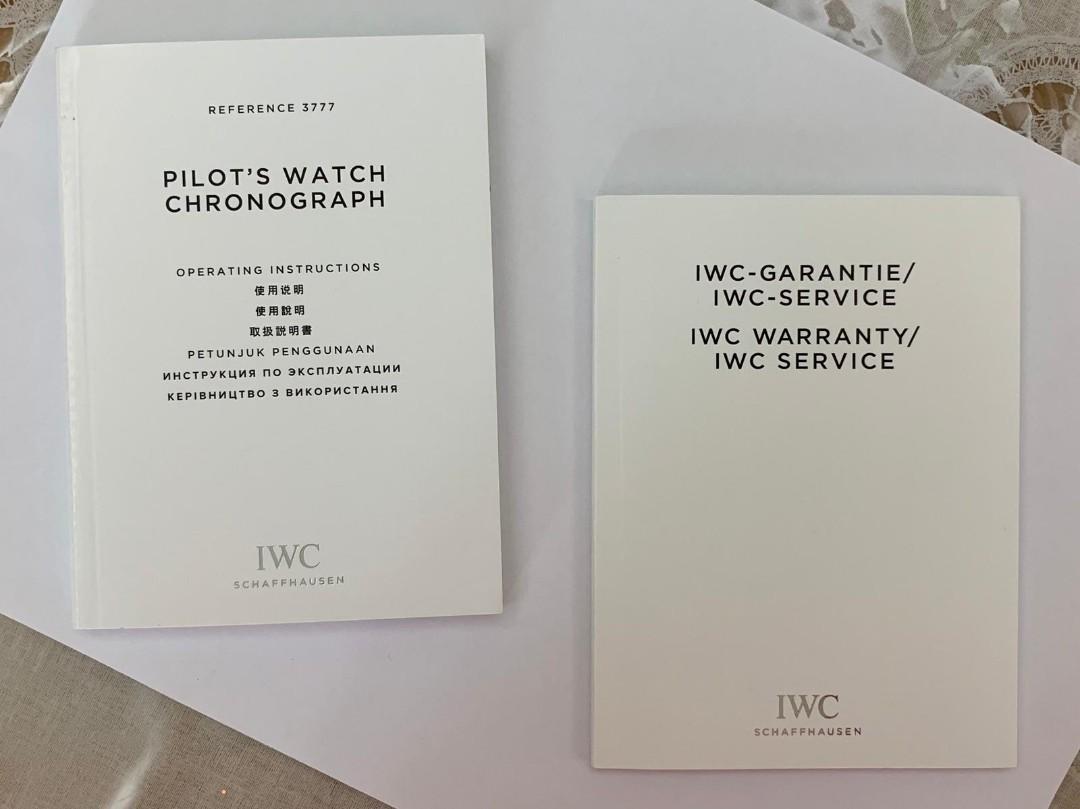 REFERENCE 3777
PILOT'S WATCH
CHRONOGRAPH
OPERATING INSTRUCTIONS
使用说明
使用說明
取扱説明書
PETUNJUK PENGGUNAAN
ИНСТРУКЦИЯ ПО ЭКСПЛУАТАЦИИ
КЕРІВНИЦТВО З ВИКОРИСТАННЯ
IWC
SCHAFFHAUSEN
IWC-GARANTIE/
IWC-SERVICE
IWC WARRANTY/
IWC SERVICE
IWC
SCHAFFHAUSEN